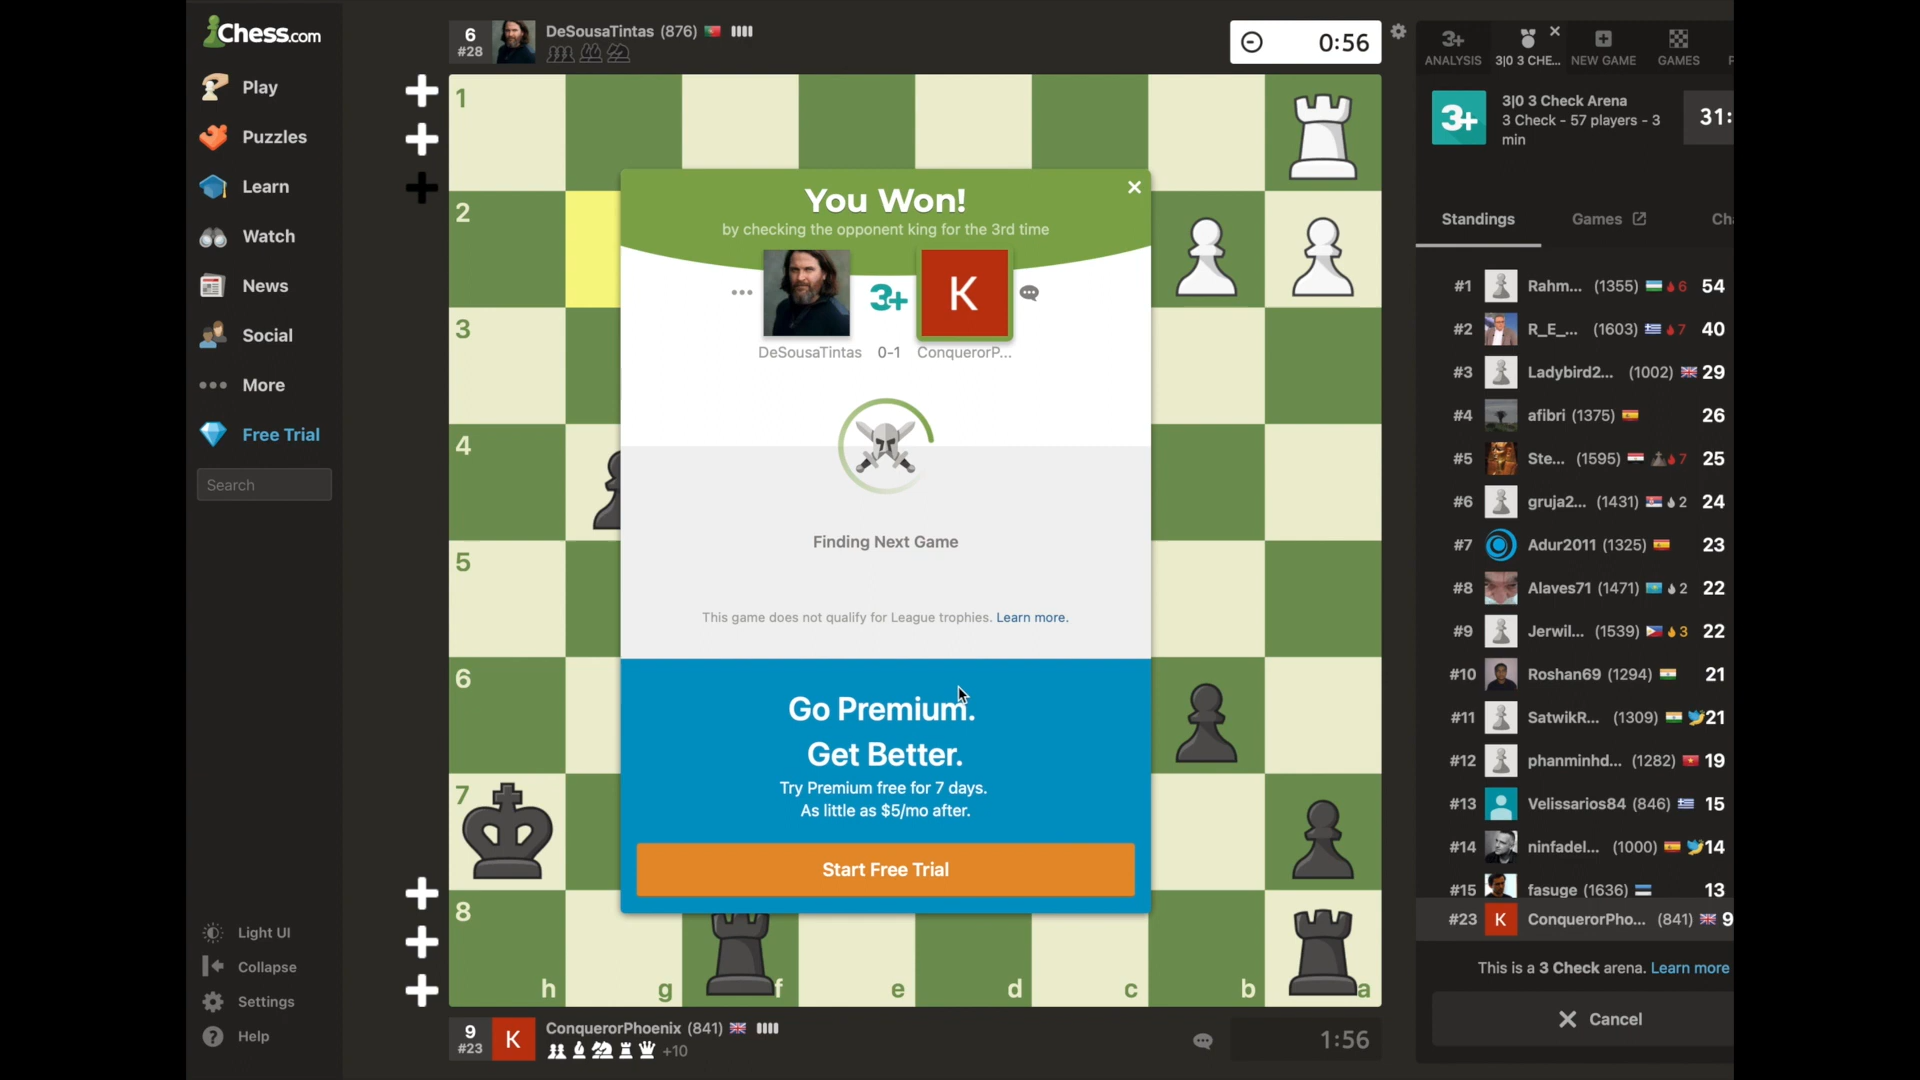 Chess.com
Play
Puzzles
Learn
Watch
News
Social
More
Free Trial
Search
Light UI
Collapse
Settings
Help
6
#28
DeSousaTintas (876)
0:56
1
2
3
4
5
6
7
8
h
g
f
e
d
c
b
a
You Won!
by checking the opponent king for the 3rd time
K
3+
DeSousaTintas 0-1 ConquerorP...
Finding Next Game
This game does not qualify for League trophies. Learn more.
Go Premium.
Get Better.
Try Premium free for 7 days.
As little as $5/mo after.
Start Free Trial
9
#23
K
ConquerorPhoenix (841)
+10
1:56
3+
ANALYSIS
3|0 3 CHE...
NEW GAME
GAMES
3+
3|0 3 Check Arena
3 Check - 57 players - 3
min
31:
Standings
Games
Ch
#1 Rahm... (1355) 6 54
#2 R_E_... (1603) 7 40
#3 Ladybird2... (1002) 29
#4 afibri (1375) 26
#5 Ste... (1595) 7 25
#6 gruja2... (1431) 2 24
#7 Adur2011 (1325) 23
#8 Alaves71 (1471) 2 22
#9 Jerwil... (1539) 3 22
#10 Roshan69 (1294) 21
#11 SatwikR... (1309) 21
#12 phanminhd... (1282) 19
#13 Velissarios84 (846) 15
#14 ninfadel... (1000) 14
#15 fasuge (1636) 13
#23 K ConquerorPho... (841) 9
This is a 3 Check arena. Learn more
Cancel